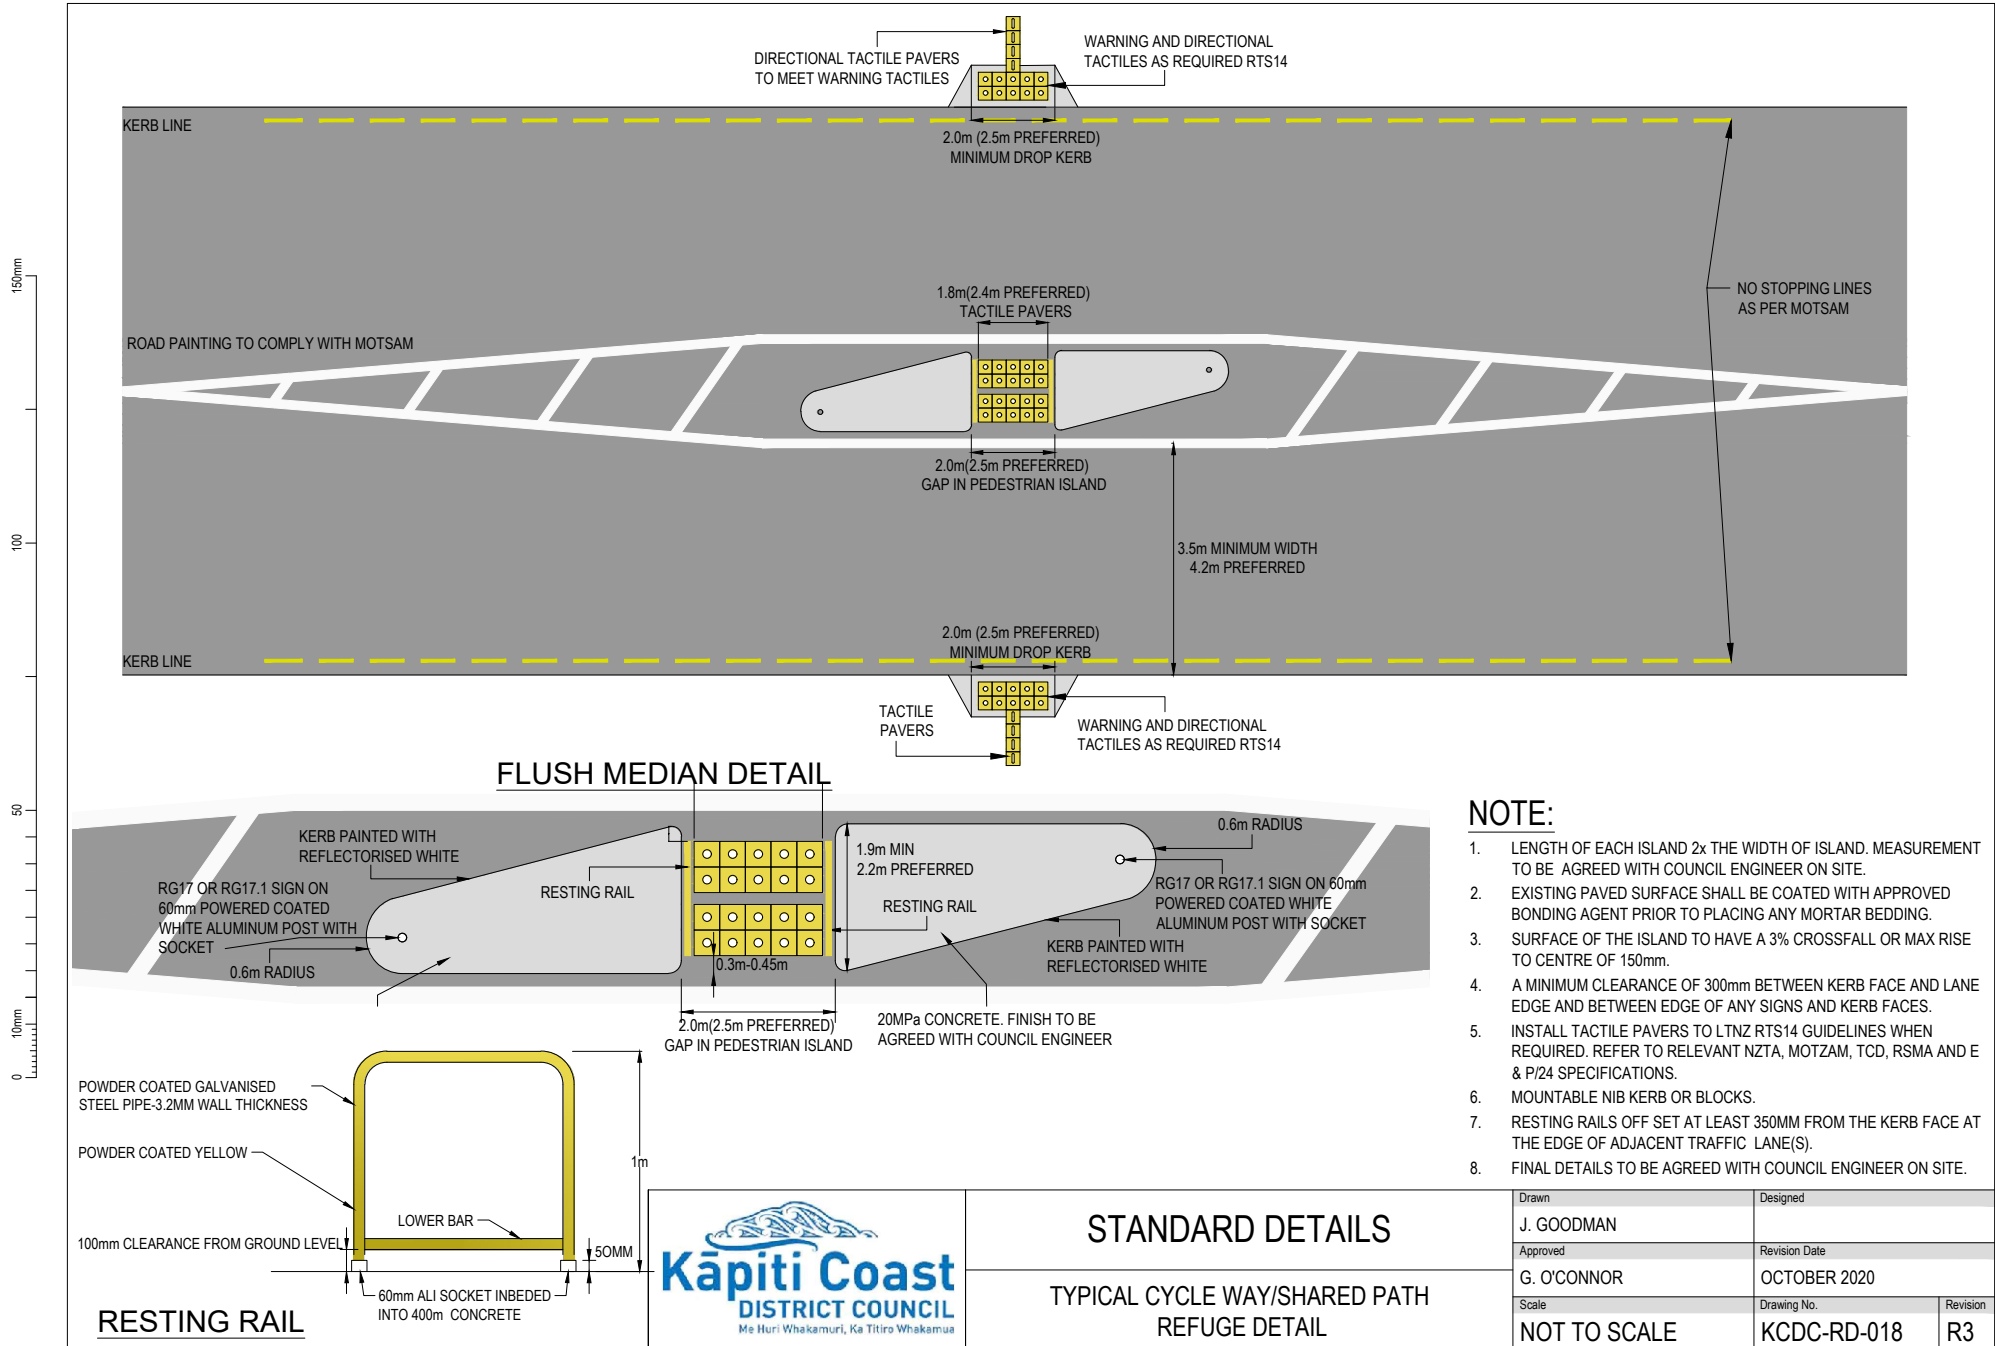 DIRECTIONAL TACTILE PAVERS
TO MEET WARNING TACTILES
WARNING AND DIRECTIONAL
TACTILES AS REQUIRED RTS14
KERB LINE
2.0m (2.5m PREFERRED)
MINIMUM DROP KERB
150mm
1.8m(2.4m PREFERRED)
TACTILE PAVERS
NO STOPPING LINES
AS PER MOTSAM
ROAD PAINTING TO COMPLY WITH MOTSAM
2.0m(2.5m PREFERRED)
GAP IN PEDESTRIAN ISLAND
100
3.5m MINIMUM WIDTH
4.2m PREFERRED
2.0m (2.5m PREFERRED)
MINIMUM DROP KERB
KERB LINE
TACTILE
PAVERS
WARNING AND DIRECTIONAL
TACTILES AS REQUIRED RTS14
FLUSH MEDIAN DETAIL
50
KERB PAINTED WITH
REFLECTORISED WHITE
RG17 OR RG17.1 SIGN ON
60mm POWERED COATED
WHITE ALUMINUM POST WITH
SOCKET
0.6m RADIUS
RESTING RAIL
1.9m MIN
2.2m PREFERRED
RESTING RAIL
0.6m RADIUS
RG17 OR RG17.1 SIGN ON 60mm
POWERED COATED WHITE
ALUMINUM POST WITH SOCKET
KERB PAINTED WITH
REFLECTORISED WHITE
0.3m-0.45m
2.0m(2.5m PREFERRED)
GAP IN PEDESTRIAN ISLAND
20MPa CONCRETE. FINISH TO BE
AGREED WITH COUNCIL ENGINEER
10mm
0
NOTE:
1. LENGTH OF EACH ISLAND 2x THE WIDTH OF ISLAND. MEASUREMENT
TO BE AGREED WITH COUNCIL ENGINEER ON SITE.
2. EXISTING PAVED SURFACE SHALL BE COATED WITH APPROVED
BONDING AGENT PRIOR TO PLACING ANY MORTAR BEDDING.
3. SURFACE OF THE ISLAND TO HAVE A 3% CROSSFALL OR MAX RISE
TO CENTRE OF 150mm.
4. A MINIMUM CLEARANCE OF 300mm BETWEEN KERB FACE AND LANE
EDGE AND BETWEEN EDGE OF ANY SIGNS AND KERB FACES.
5. INSTALL TACTILE PAVERS TO LTNZ RTS14 GUIDELINES WHEN
REQUIRED. REFER TO RELEVANT NZTA, MOTZAM, TCD, RSMA AND E
& P/24 SPECIFICATIONS.
6. MOUNTABLE NIB KERB OR BLOCKS.
7. RESTING RAILS OFF SET AT LEAST 350MM FROM THE KERB FACE AT
THE EDGE OF ADJACENT TRAFFIC LANE(S).
8. FINAL DETAILS TO BE AGREED WITH COUNCIL ENGINEER ON SITE.
POWDER COATED GALVANISED
STEEL PIPE-3.2MM WALL THICKNESS
POWDER COATED YELLOW
1m
LOWER BAR
100mm CLEARANCE FROM GROUND LEVEL
50MM
60mm ALI SOCKET INBEDED
INTO 400m CONCRETE
RESTING RAIL
Kāpiti Coast
DISTRICT COUNCIL
Me Huri Whakamuri, Ka Titiro Whakamua
STANDARD DETAILS
TYPICAL CYCLE WAY/SHARED PATH
REFUGE DETAIL
Drawn
Designed
J. GOODMAN
Approved
Revision Date
G. O'CONNOR
OCTOBER 2020
Scale
Drawing No.
Revision
NOT TO SCALE
KCDC-RD-018
R3